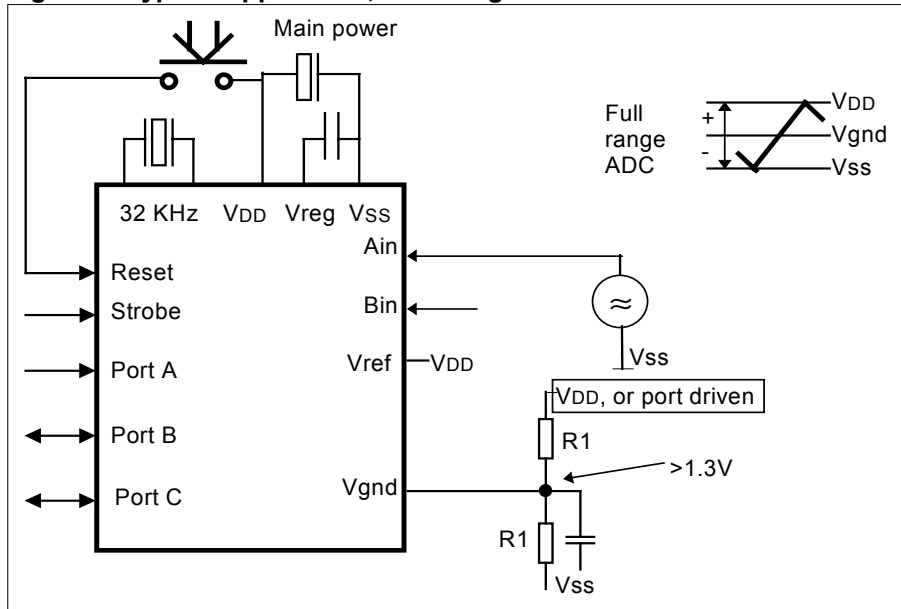 Main power
Full
range
ADC
+
-
VDD
Vgnd
Vss
32 KHz VDD Vreg VSS
Ain
Reset
Strobe
Bin
Port A
Vref
VDD
Vss
VDD, or port driven
Port B
R1
>1.3V
Port C
Vgnd
R1
Vss